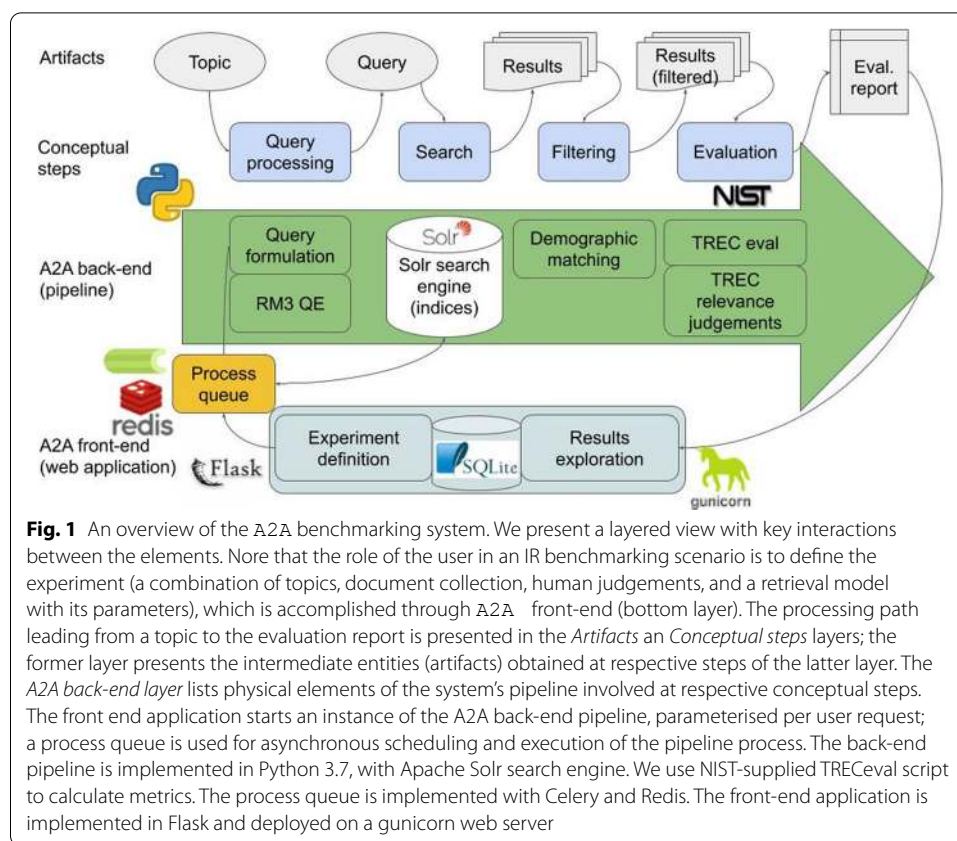 Artifacts
Topic
Query
Results
Results
(filtered)
Eval.
report
Conceptual
steps
Query
processing
Search
Filtering
Evaluation
NIST
A2A back-end
(pipeline)
Query
formulation
RM3 QE
Solr
Solr search
engine
(indices)
Demographic
matching
TREC eval
TREC
relevance
judgements
Process
queue
redis
A2A front-end
(web application)
Flask
Experiment
definition
SQLite
Results
exploration
gunicorn
Fig. 1 An overview of the A2A benchmarking system. We present a layered view with key interactions
between the elements. Nore that the role of the user in an IR benchmarking scenario is to define the
experiment (a combination of topics, document collection, human judgements, and a retrieval model
with its parameters), which is accomplished through A2A front-end (bottom layer). The processing path
leading from a topic to the evaluation report is presented in the Artifacts an Conceptual steps layers; the
former layer presents the intermediate entities (artifacts) obtained at respective steps of the latter layer. The
A2A back-end layer lists physical elements of the system's pipeline involved at respective conceptual steps.
The front end application starts an instance of the A2A back-end pipeline, parameterised per user request;
a process queue is used for asynchronous scheduling and execution of the pipeline process. The back-end
pipeline is implemented in Python 3.7, with Apache Solr search engine. We use NIST-supplied TRECeval script
to calculate metrics. The process queue is implemented with Celery and Redis. The front-end application is
implemented in Flask and deployed on a gunicorn web server